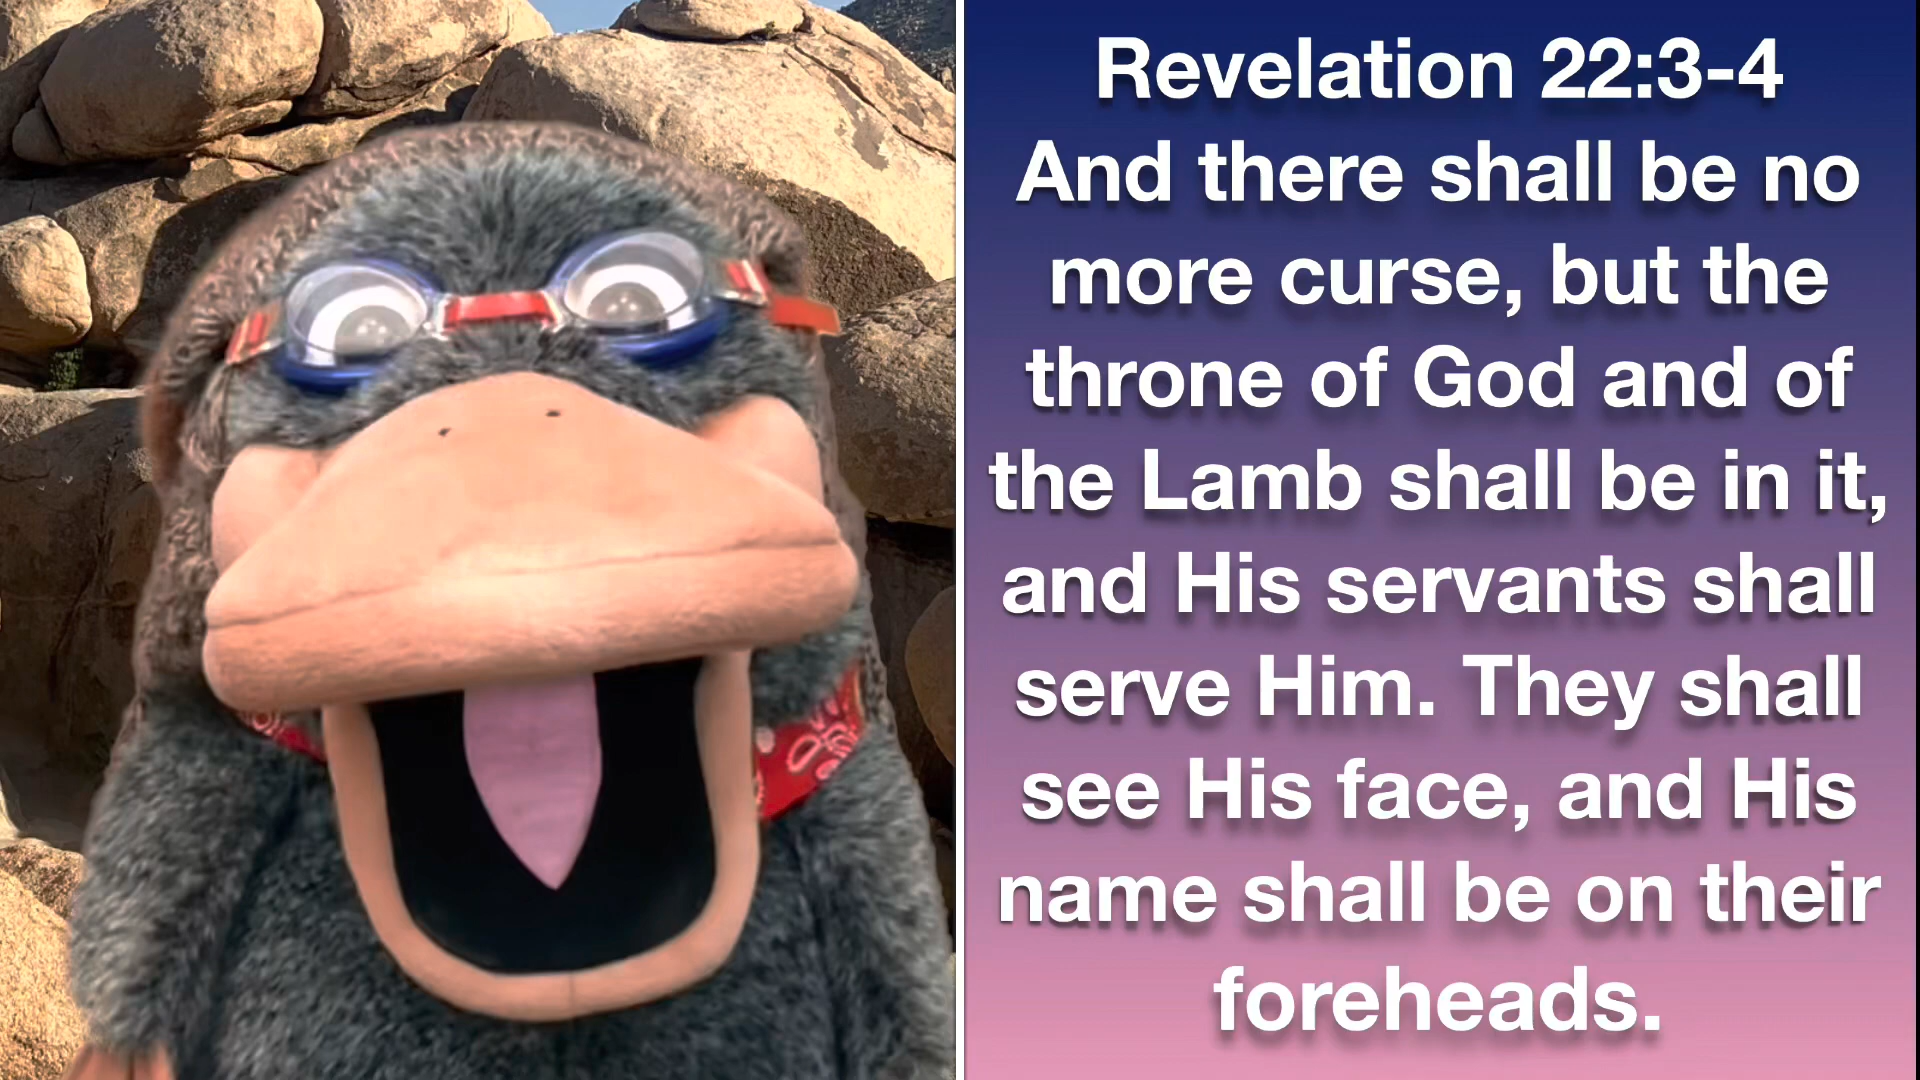 Revelation 22:3-4
And there shall be no
more curse, but the
throne of God and of
the Lamb shall be in it,
and His servants shall
serve Him. They shall
see His face, and His
name shall be on their
foreheads.